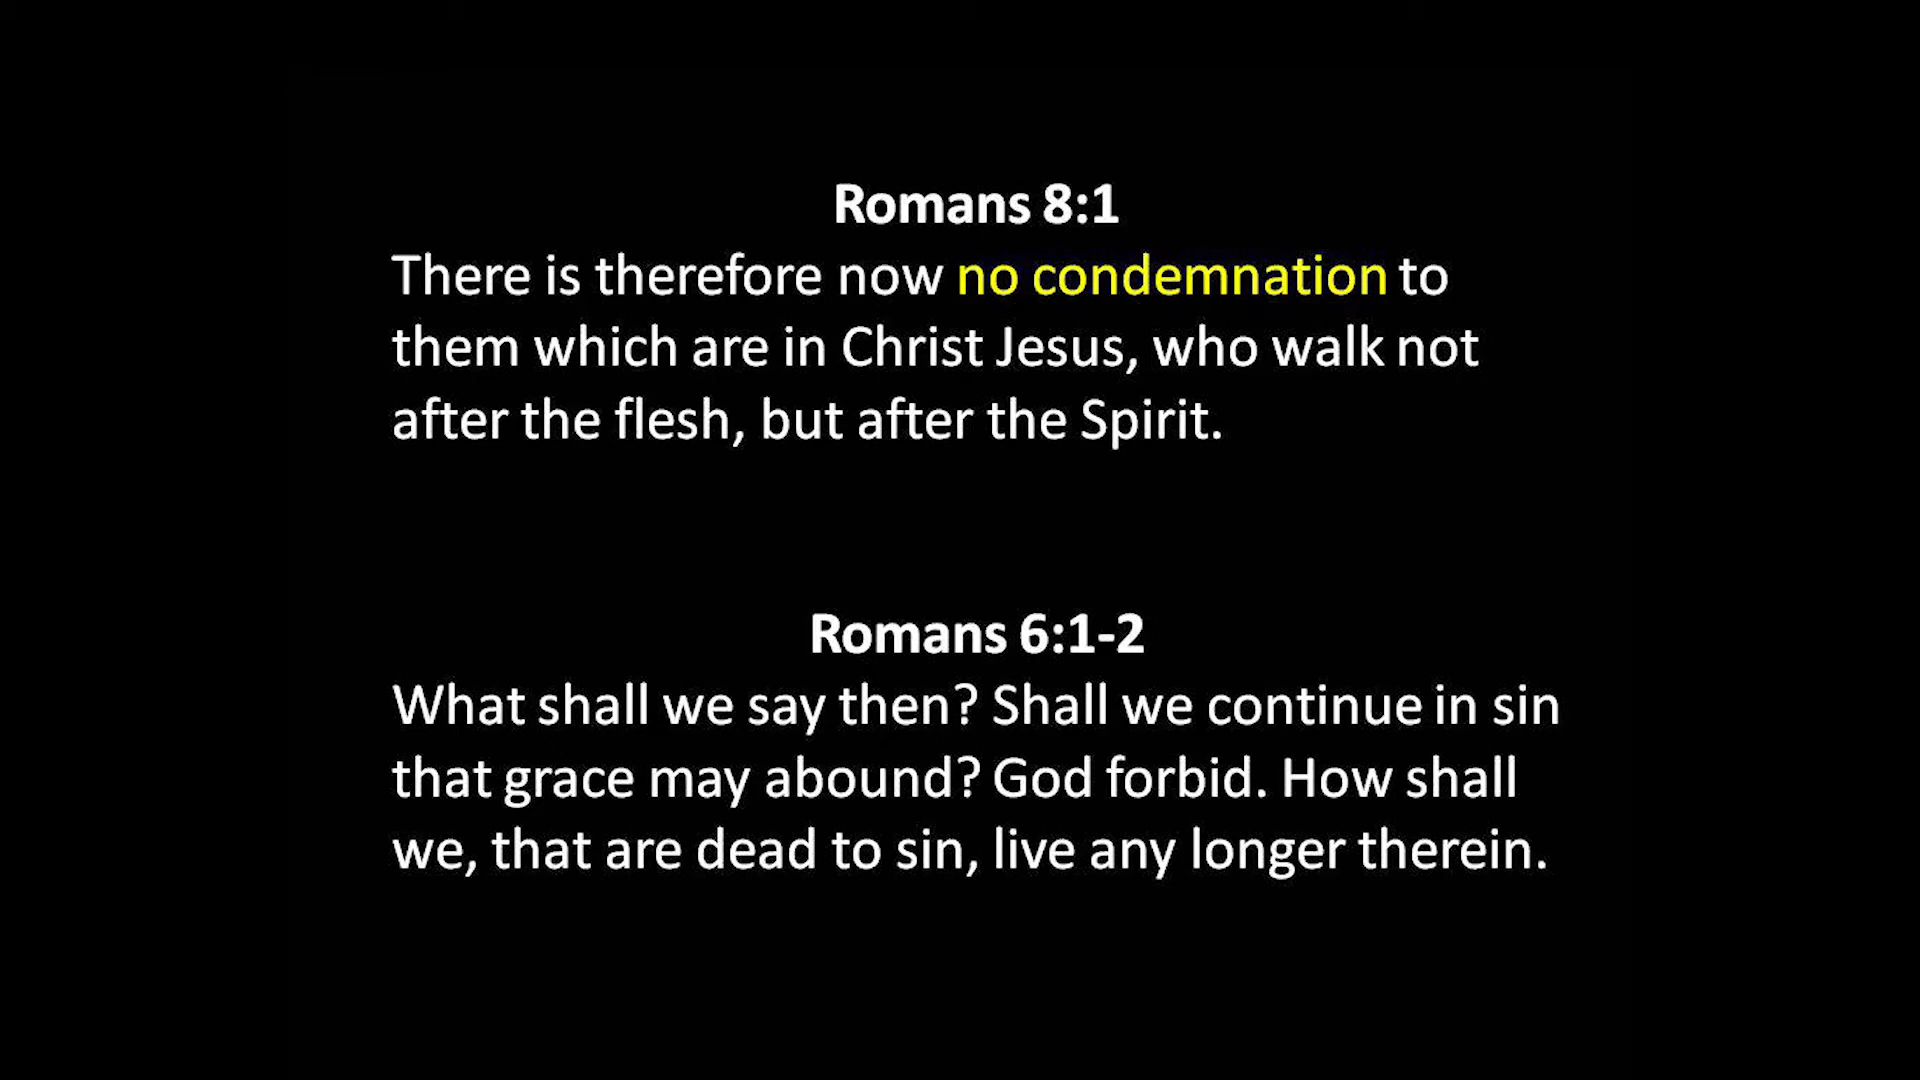 Romans 8:1
There is therefore now no condemnation to
them which are in Christ Jesus, who walk not
after the flesh, but after the Spirit.
Romans 6:1-2
What shall we say then? Shall we continue in sin
that grace may abound? God forbid. How shall
we, that are dead to sin, live any longer therein.